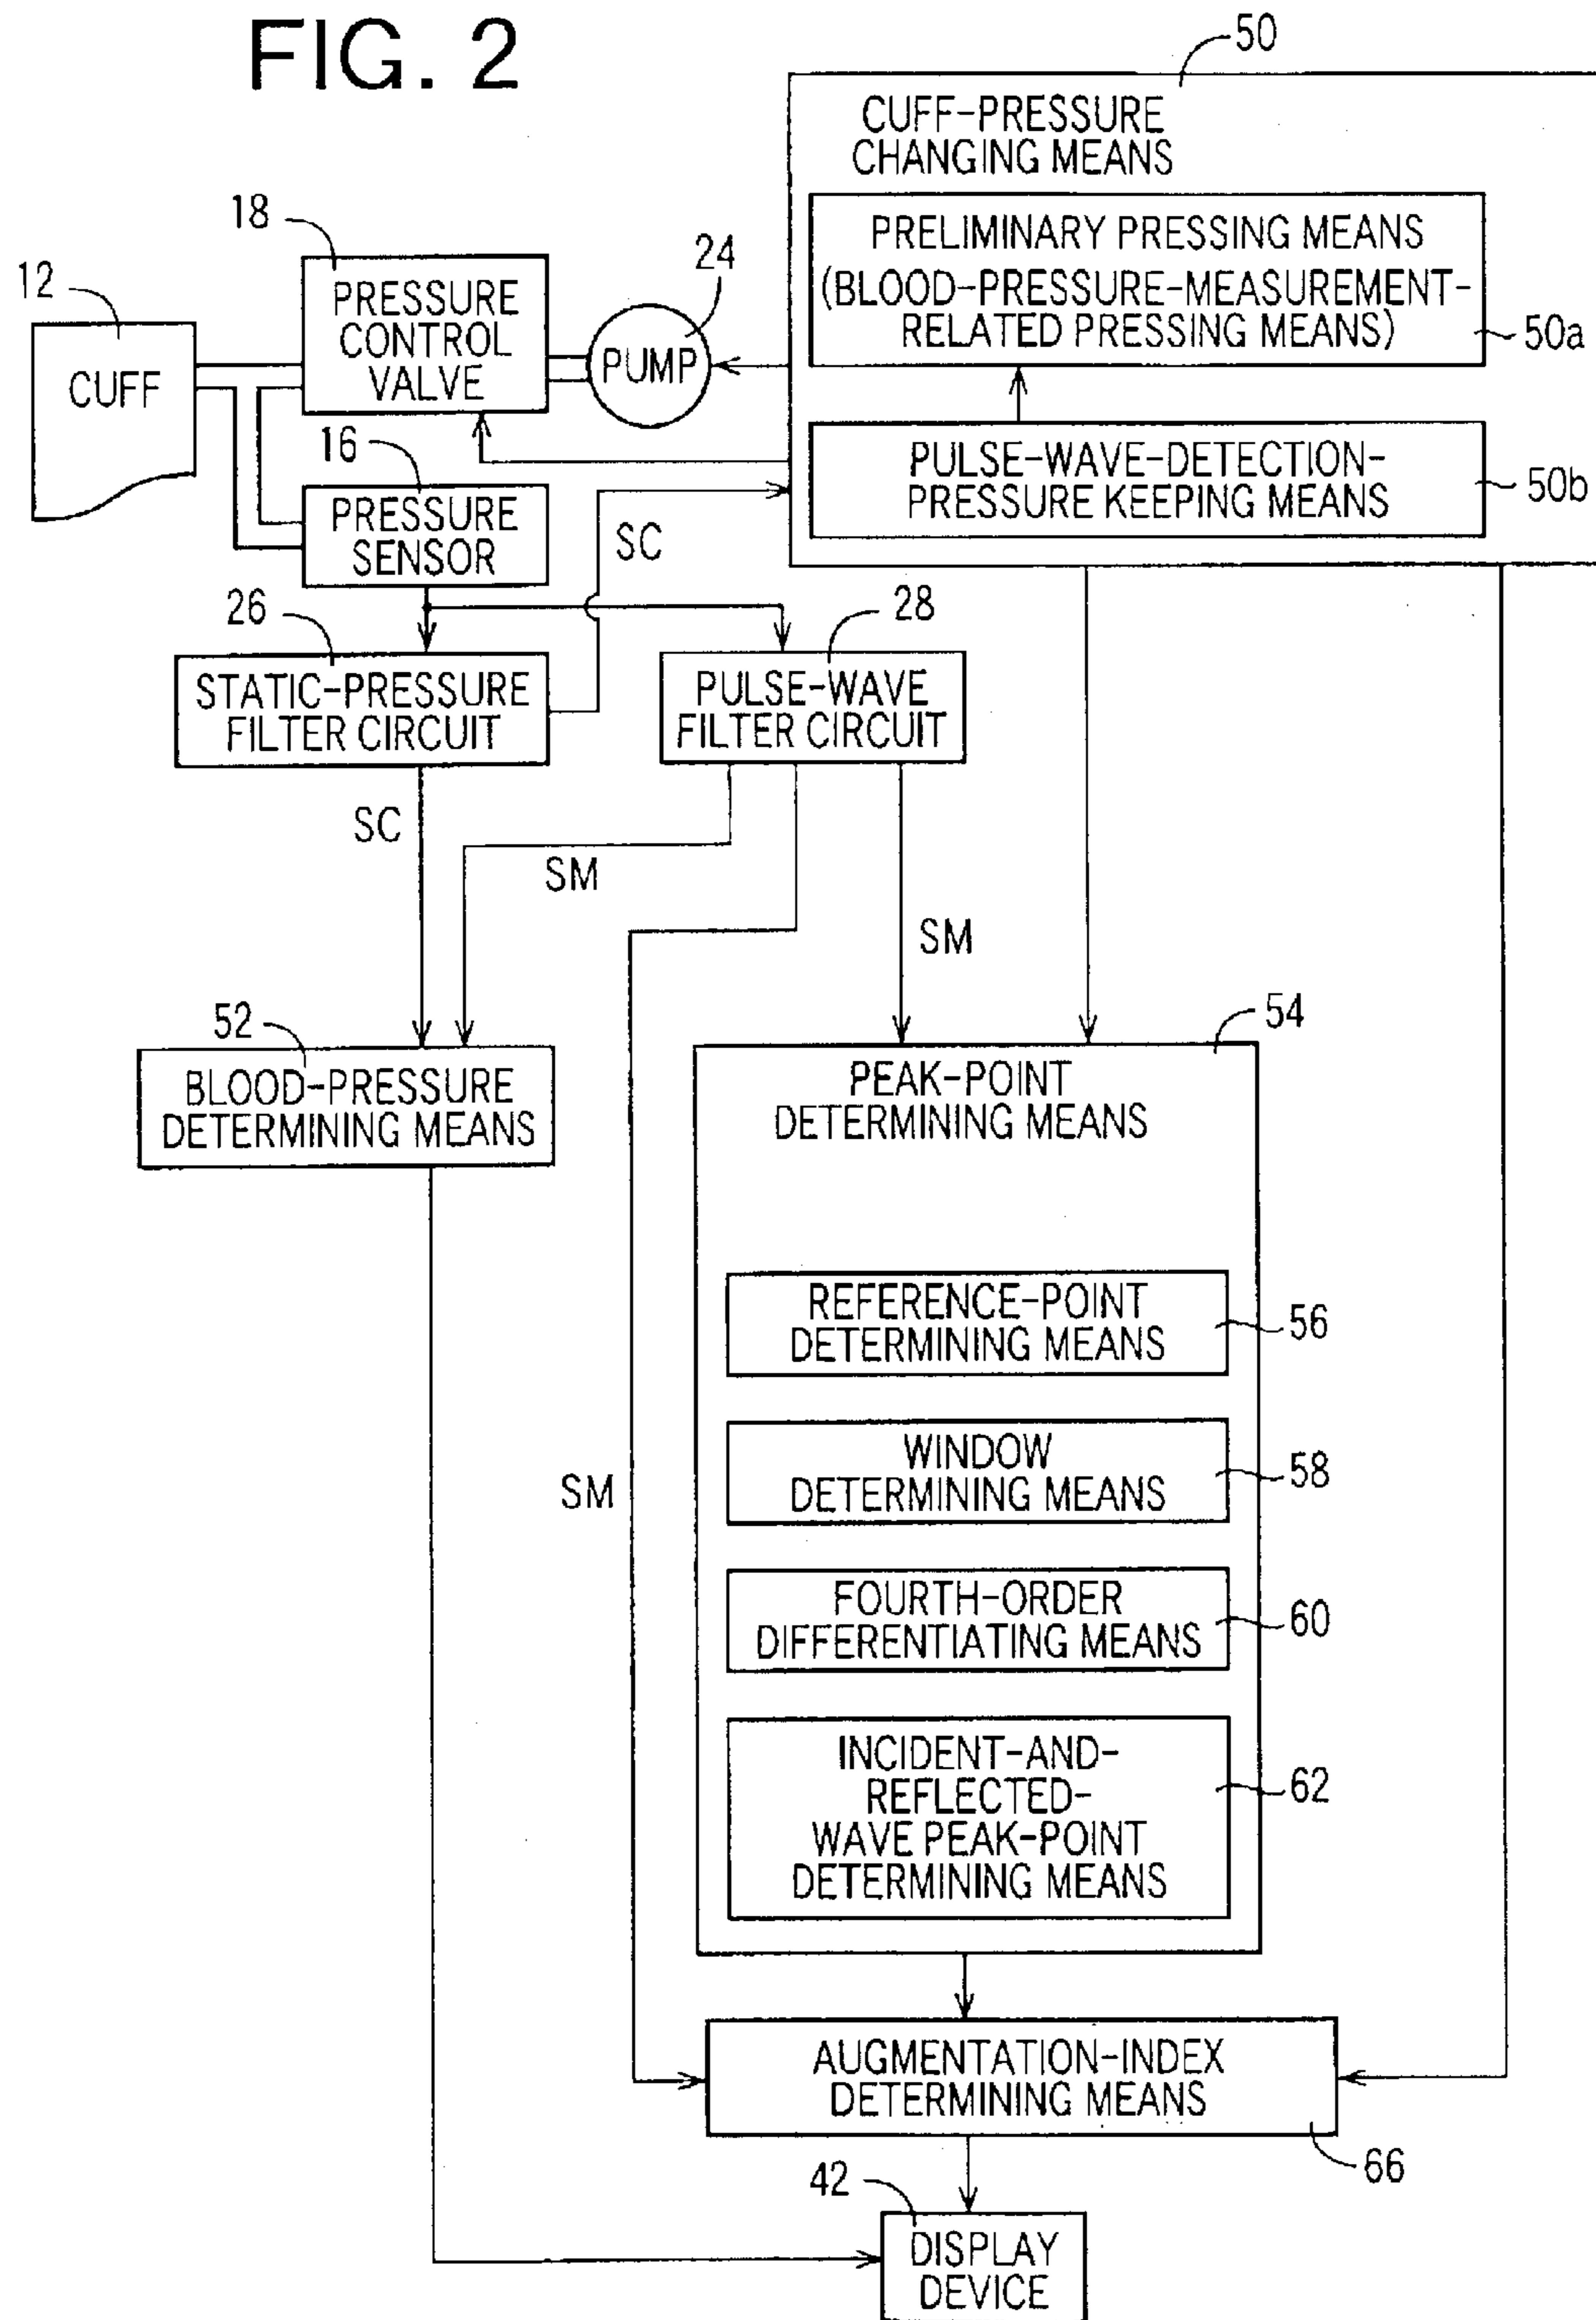 FIG. 2
50
CUFF-PRESSURE
CHANGING MEANS
PRELIMINARY PRESSING MEANS
(BLOOD-PRESSURE-MEASUREMENT-
RELATED PRESSING MEANS)
50a
PULSE-WAVE-DETECTION-
PRESSURE KEEPING MEANS
50b
18
PRESSURE
CONTROL
VALVE
24
PUMP
12
CUFF
16
PRESSURE
SENSOR
SC
26
STATIC-PRESSURE
FILTER CIRCUIT
28
PULSE-WAVE
FILTER CIRCUIT
SC
SM
SM
52
BLOOD-PRESSURE
DETERMINING MEANS
54
PEAK-POINT
DETERMINING MEANS
REFERENCE-POINT
DETERMINING MEANS
56
WINDOW
DETERMINING MEANS
58
SM
FOURTH-ORDER
DIFFERENTIATING MEANS
60
INCIDENT-AND-
REFLECTED-
WAVE PEAK-POINT
DETERMINING MEANS
62
AUGMENTATION-INDEX
DETERMINING MEANS
66
42
DISPLAY
DEVICE